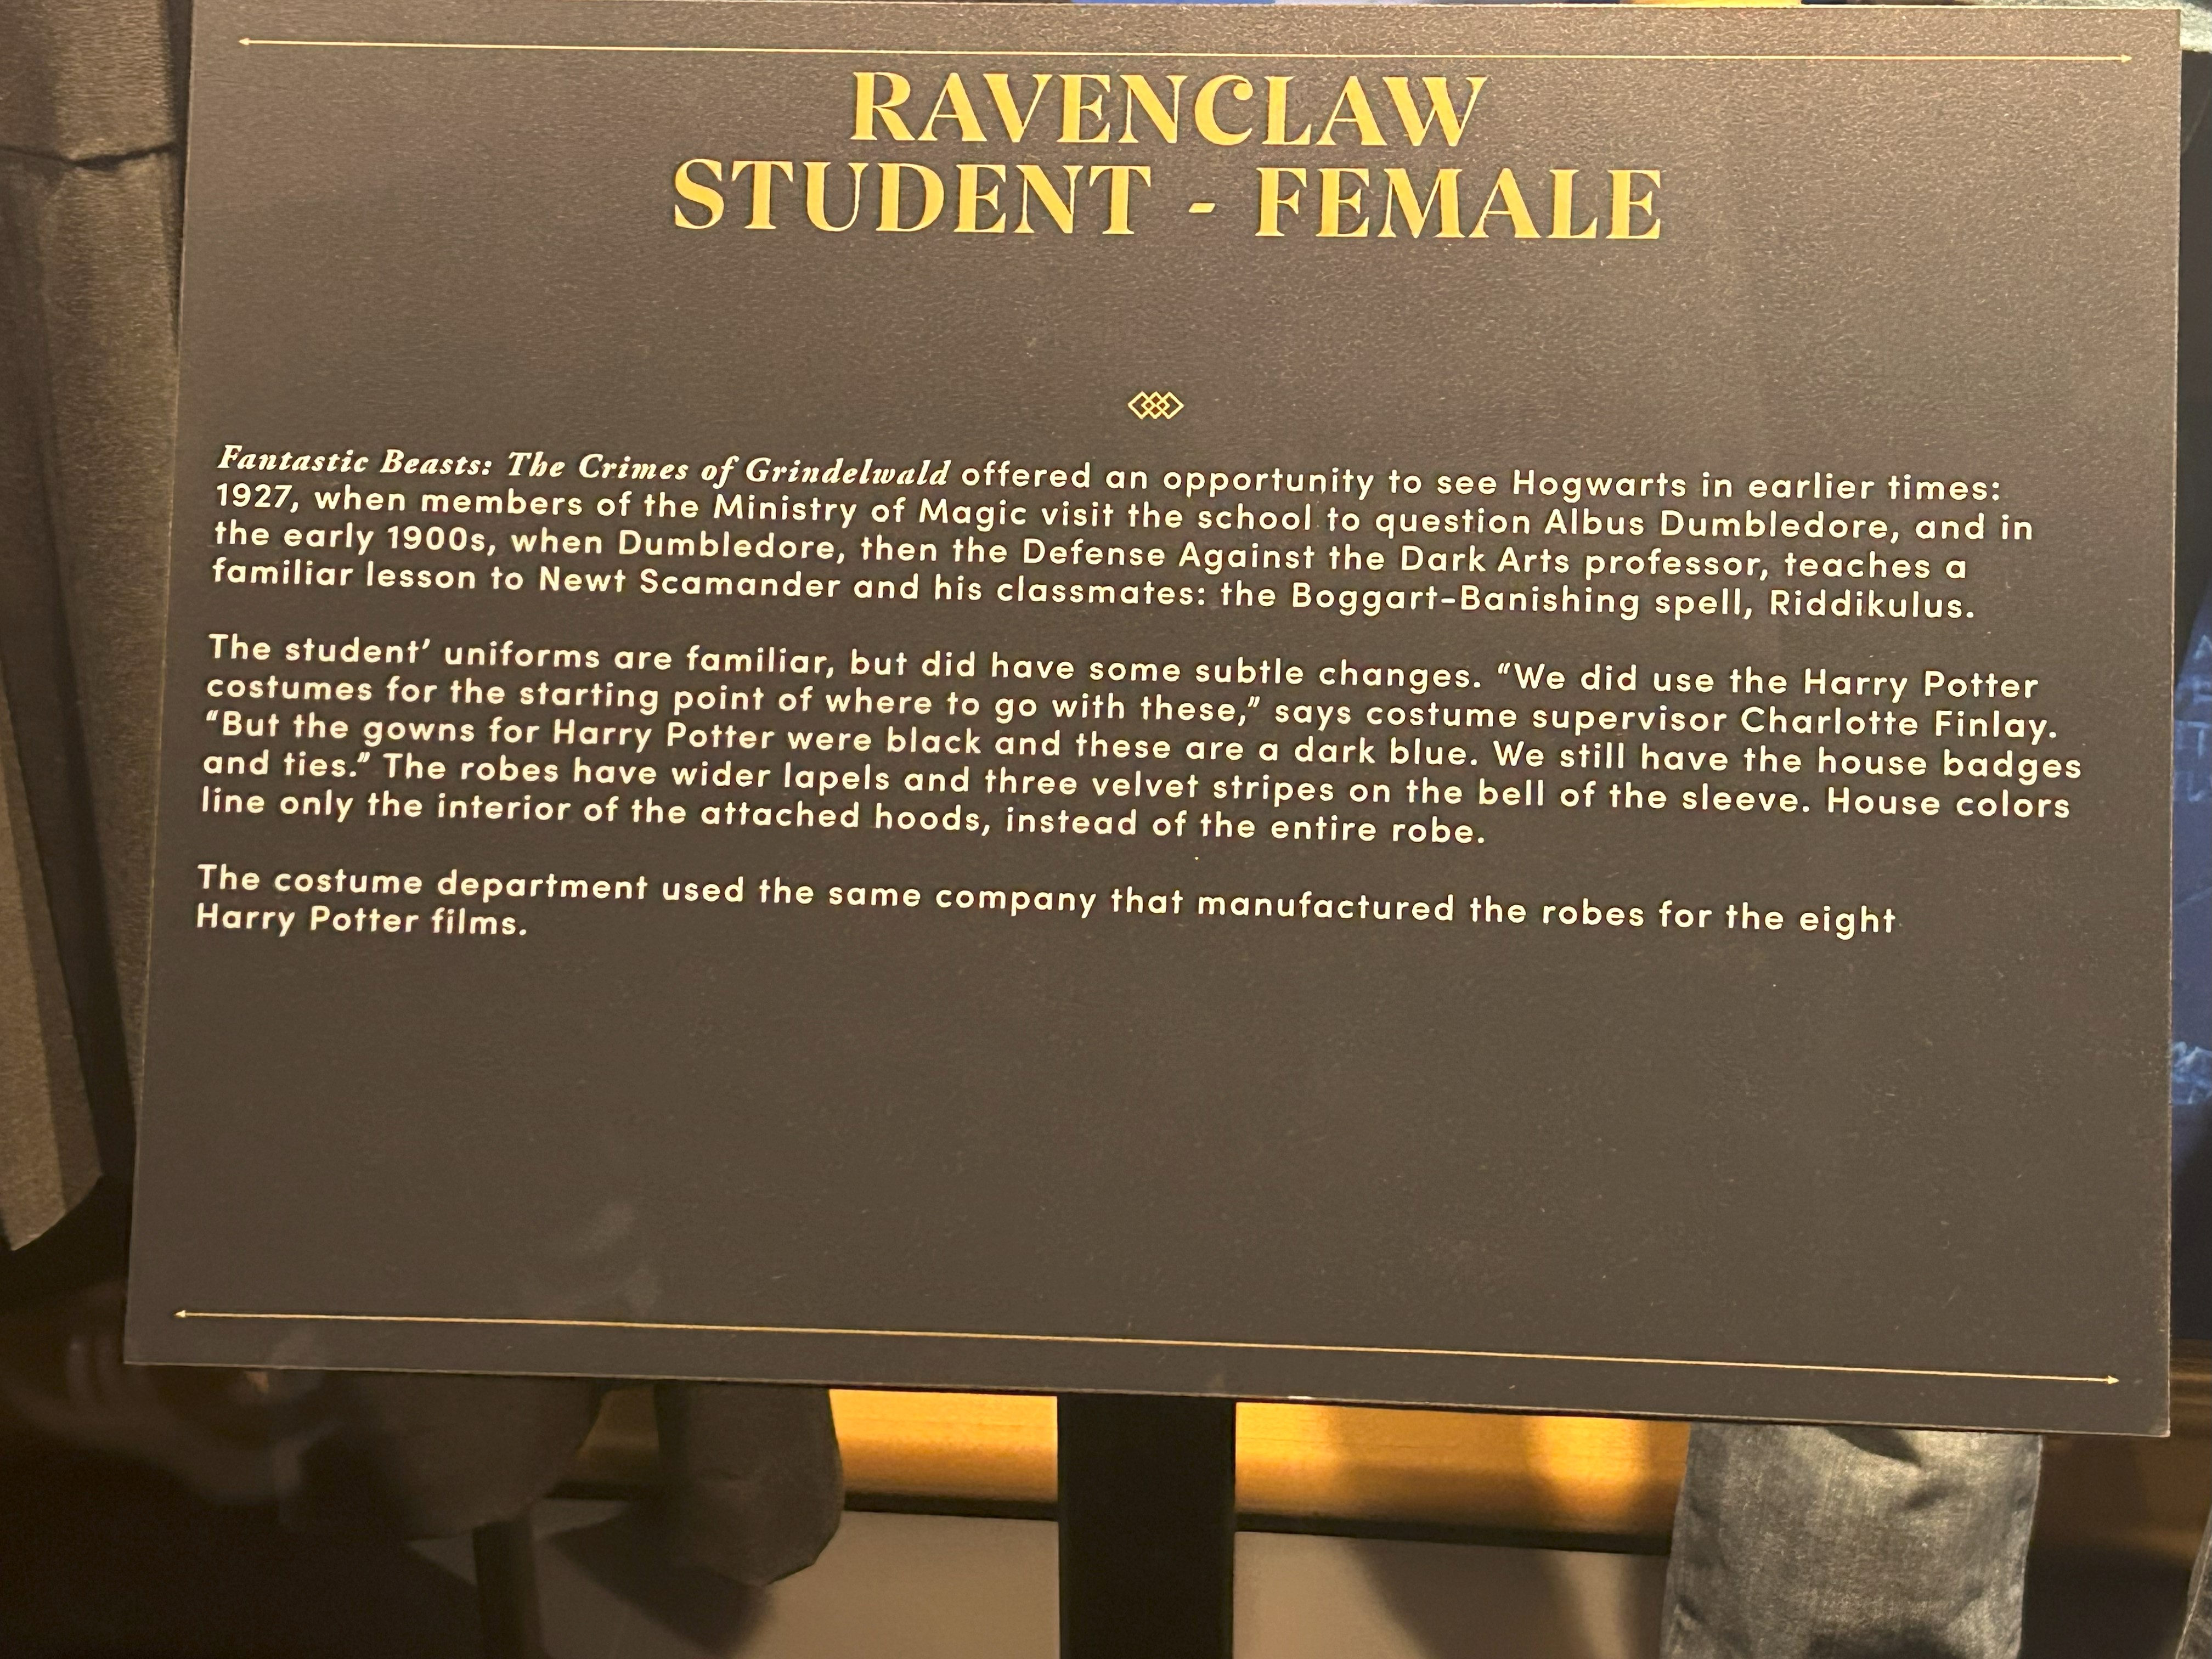 RAVENCLAW
STUDENT - FEMALE
Fantastic Beasts: The Crimes of Grindelwald offered an opportunity to see Hogwarts in earlier times:
1927, when members of the Ministry of Magic visit the school to question Albus Dumbledore, and in
the early 1900s, when Dumbledore, then the Defense Against the Dark Arts professor, teaches a
familiar lesson to Newt Scamander and his classmates: the Boggart-Banishing spell, Riddikulus.
The student’ uniforms are familiar, but did have some subtle changes. “We did use the Harry Potter
costumes for the starting point of where to go with these,” says costume supervisor Charlotte Finlay.
“But the gowns for Harry Potter were black and these are a dark blue. We still have the house badges
and ties.” The robes have wider lapels and three velvet stripes on the bell of the sleeve. House colors
line only the interior of the attached hoods, instead of the entire robe.
The costume department used the same company that manufactured the robes for the eight
Harry Potter films.